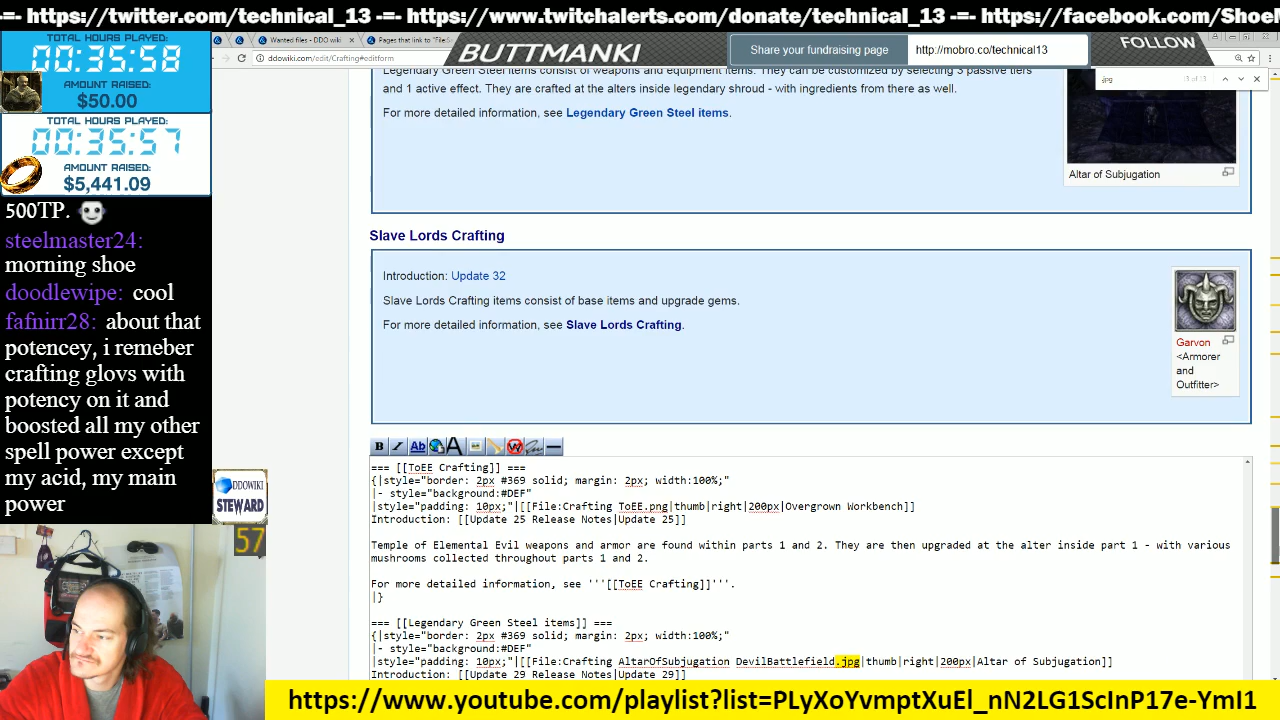 -=- https://twitter.com/technical_13 -=- https://www.twitchalerts.com/donate/technical_13 -=- https://facebook.com/Shoel
TOTAL HOURS PLAYED:
00:35:58
AMOUNT RAISED:
$50.00
TOTAL HOURS PLAYED:
00:35:57
AMOUNT RAISED:
$5,441.09
500TP.
steelmaster24:
morning shoe
doodlewipe: cool
fafnirr28: about that
potencey, i remeber
crafting glovs with
potency on it and
boosted all my other
spell power except
my acid, my main
power
DDOWIKI
STEWARD
57
Wanted files - DDO wiki
Pages that link to "File:S
BUTTMANKI
Share your fundraising page
http://mobro.co/technical13
FOLLOW
ddowiki.com/edit/Crafting#editform
jpg
13 of 13
Legendary Green Steel items consist of weapons and equipment items. They can be customized by selecting 3 passive tiers
and 1 active effect. They are crafted at the alters inside legendary shroud - with ingredients from there as well.
For more detailed information, see Legendary Green Steel items.
Altar of Subjugation
Slave Lords Crafting
Introduction: Update 32
Slave Lords Crafting items consist of base items and upgrade gems.
For more detailed information, see Slave Lords Crafting.
Garvon
<Armorer
and
Outfitter>
B I Ab A W
=== [[ToEE Crafting]] ===
{|style="border: 2px #369 solid; margin: 2px; width:100%;"
|- style="background:#DEF"
|style="padding: 10px;"|[[File:Crafting ToEE.png|thumb|right|200px|Overgrown Workbench]]
Introduction: [[Update 25 Release Notes|Update 25]]
Temple of Elemental Evil weapons and armor are found within parts 1 and 2. They are then upgraded at the alter inside part 1 - with various
mushrooms collected throughout parts 1 and 2.
For more detailed information, see '''[[ToEE Crafting]]'''.
|}
=== [[Legendary Green Steel items]] ===
{|style="border: 2px #369 solid; margin: 2px; width:100%;"
|- style="background:#DEF"
|style="padding: 10px;"|[[File:Crafting AltarOfSubjugation DevilBattlefield.jpg|thumb|right|200px|Altar of Subjugation]]
Introduction: [[Update 29 Release Notes|Update 29]]
https://www.youtube.com/playlist?list=PLyXoYvmptXuEl_nN2LG1ScInP17e-YmI1